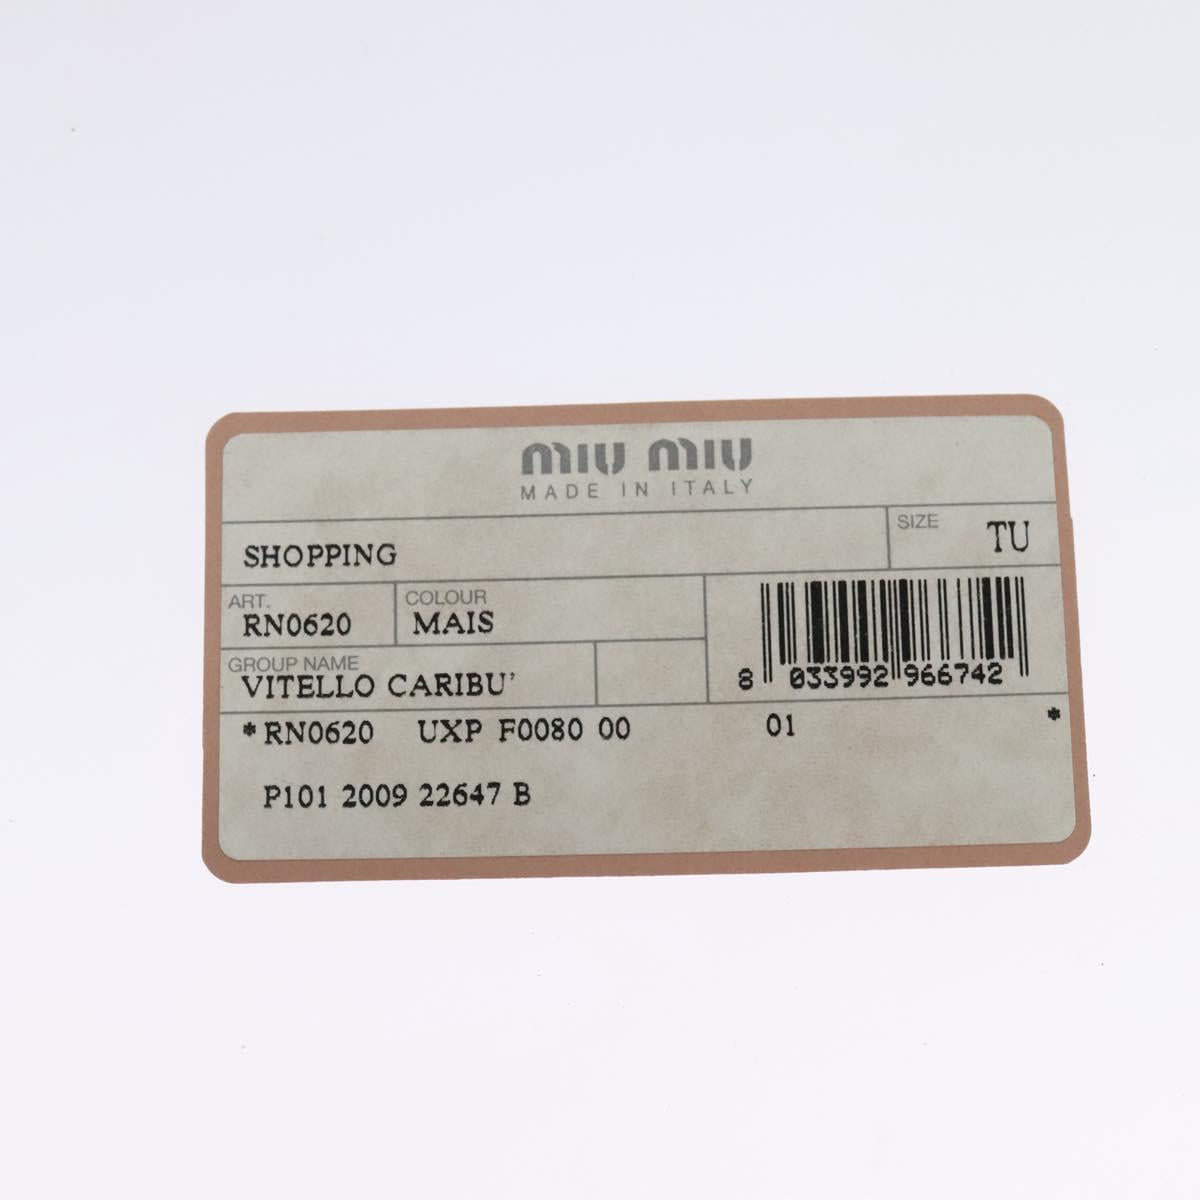 miu miu
MADE IN ITALY
SHOPPING
SIZE TU
ART. COLOUR
RN0620 MAIS
GROUP NAME
VITELLO CARIBU'
8 033992 966742
*RN0620 UXP F0080 00 01 *
P101 2009 22647 B